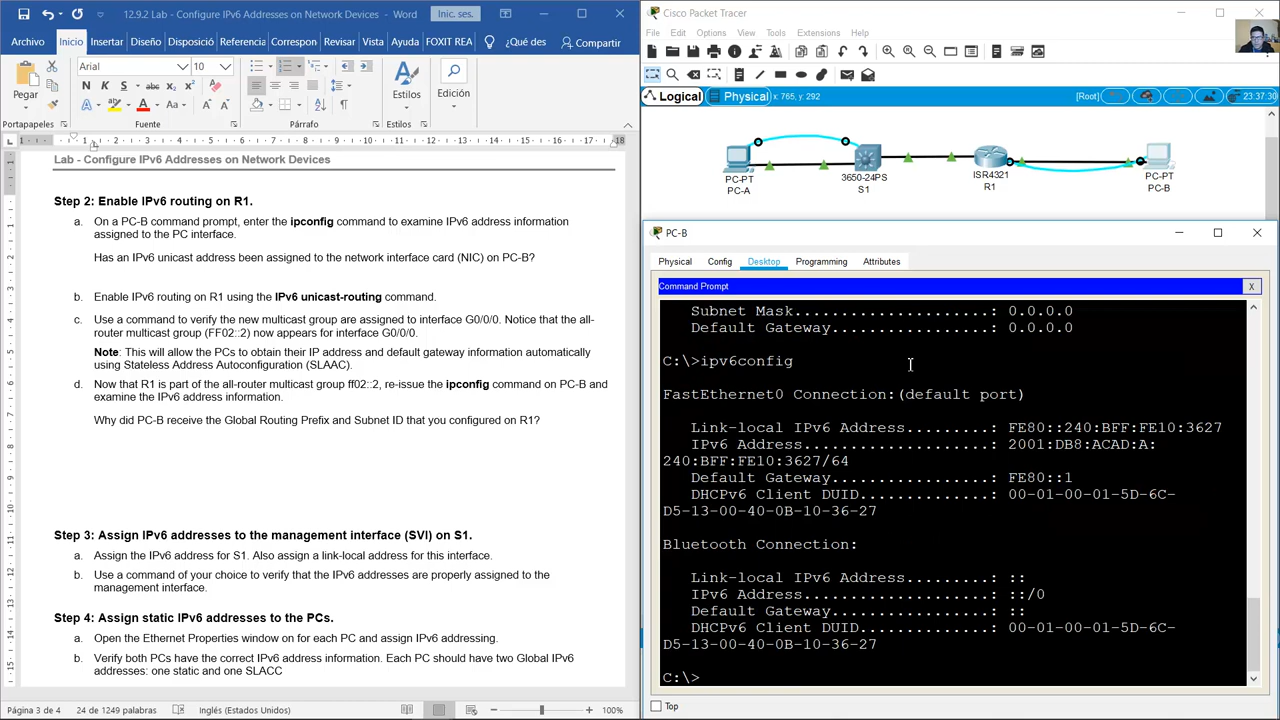 12.9.2 Lab - Configure IPv6 Addresses on Network Devices - Word
Inic. ses.
Archivo
Inicio
Insertar
Disposició
Referencia
Correspon
Revisar
Vista
Ayuda
FOXIT REA
¿Qué des
Compartir
Pegar
Arial
10
N K S
Aa
Estilos
Edición
Portapapeles
Fuente
Párrafo
Estilos
18
Lab - Configure IPv6 Addresses on Network Devices
Step 2: Enable IPv6 routing on R1.
a. On a PC-B command prompt, enter the ipconfig command to examine IPv6 address information
assigned to the PC interface.
Has an IPv6 unicast address been assigned to the network interface card (NIC) on PC-B?
b. Enable IPv6 routing on R1 using the IPv6 unicast-routing command.
c. Use a command to verify the new multicast group are assigned to interface G0/0/0. Notice that the all-
router multicast group (FF02::2) now appears for interface G0/0/0.
Note: This will allow the PCs to obtain their IP address and default gateway information automatically
using Stateless Address Autoconfiguration (SLAAC).
d. Now that R1 is part of the all-router multicast group ff02::2, re-issue the ipconfig command on PC-B and
examine the IPv6 address information.
Why did PC-B receive the Global Routing Prefix and Subnet ID that you configured on R1?
Step 3: Assign IPv6 addresses to the management interface (SVI) on S1.
a. Assign the IPv6 address for S1. Also assign a link-local address for this interface.
b. Use a command of your choice to verify that the IPv6 addresses are properly assigned to the
management interface.
Step 4: Assign static IPv6 addresses to the PCs.
a. Open the Ethernet Properties window on for each PC and assign IPv6 addressing.
b. Verify both PCs have the correct IPv6 address information. Each PC should have two Global IPv6
addresses: one static and one SLACC
Página 3 de 4
24 de 1249 palabras
Inglés (Estados Unidos)
100%
Cisco Packet Tracer
File Edit Options View Tools Extensions Help
Logical
Physical
x: 765, y: 292
[Root]
23:37:30
PC-PT
PC-A
3650-24PS
S1
ISR4321
R1
PC-PT
PC-B
PC-B
Physical Config Desktop Programming Attributes
Command Prompt
X
Subnet Mask......................: 0.0.0.0
Default Gateway..................: 0.0.0.0
C:\>ipv6config
FastEthernet0 Connection:(default port)
Link-local IPv6 Address.........: FE80::240:BFF:FE10:3627
IPv6 Address....................: 2001:DB8:ACAD:A:
240:BFF:FE10:3627/64
Default Gateway.................: FE80::1
DHCPv6 Client DUID..............: 00-01-00-01-5D-6C-
D5-13-00-40-0B-10-36-27
Bluetooth Connection:
Link-local IPv6 Address.........: ::
IPv6 Address....................: ::/0
Default Gateway.................: ::
DHCPv6 Client DUID..............: 00-01-00-01-5D-6C-
D5-13-00-40-0B-10-36-27
C:\>
Top